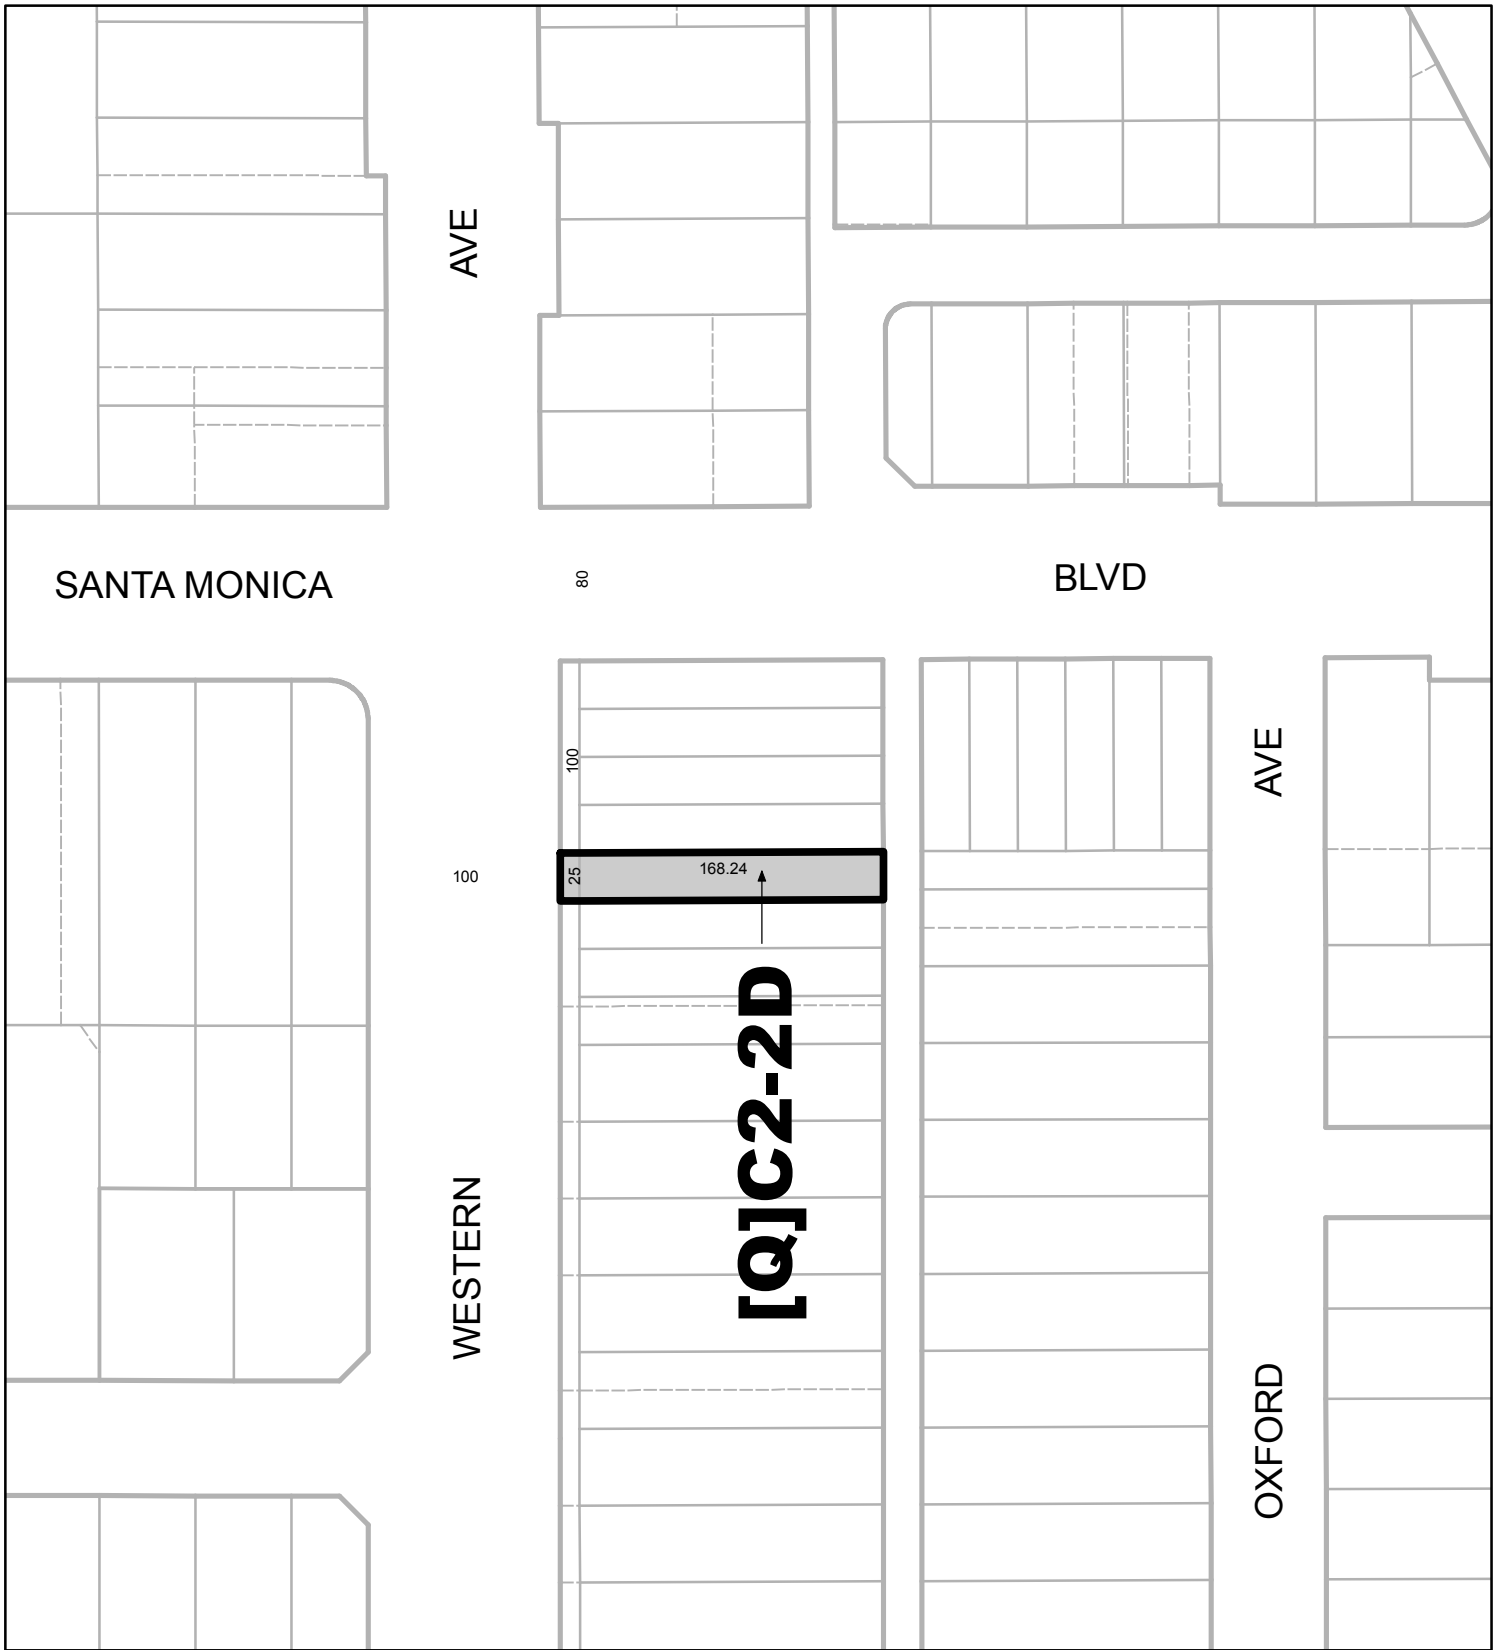 AVE
SANTA MONICA
80
BLVD
100
AVE
100
25
168.24
[Q]C2-2D
WESTERN
OXFORD